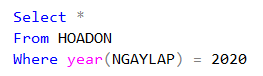 Select *
From HOADON
Where year(NGAYLAP) = 2020